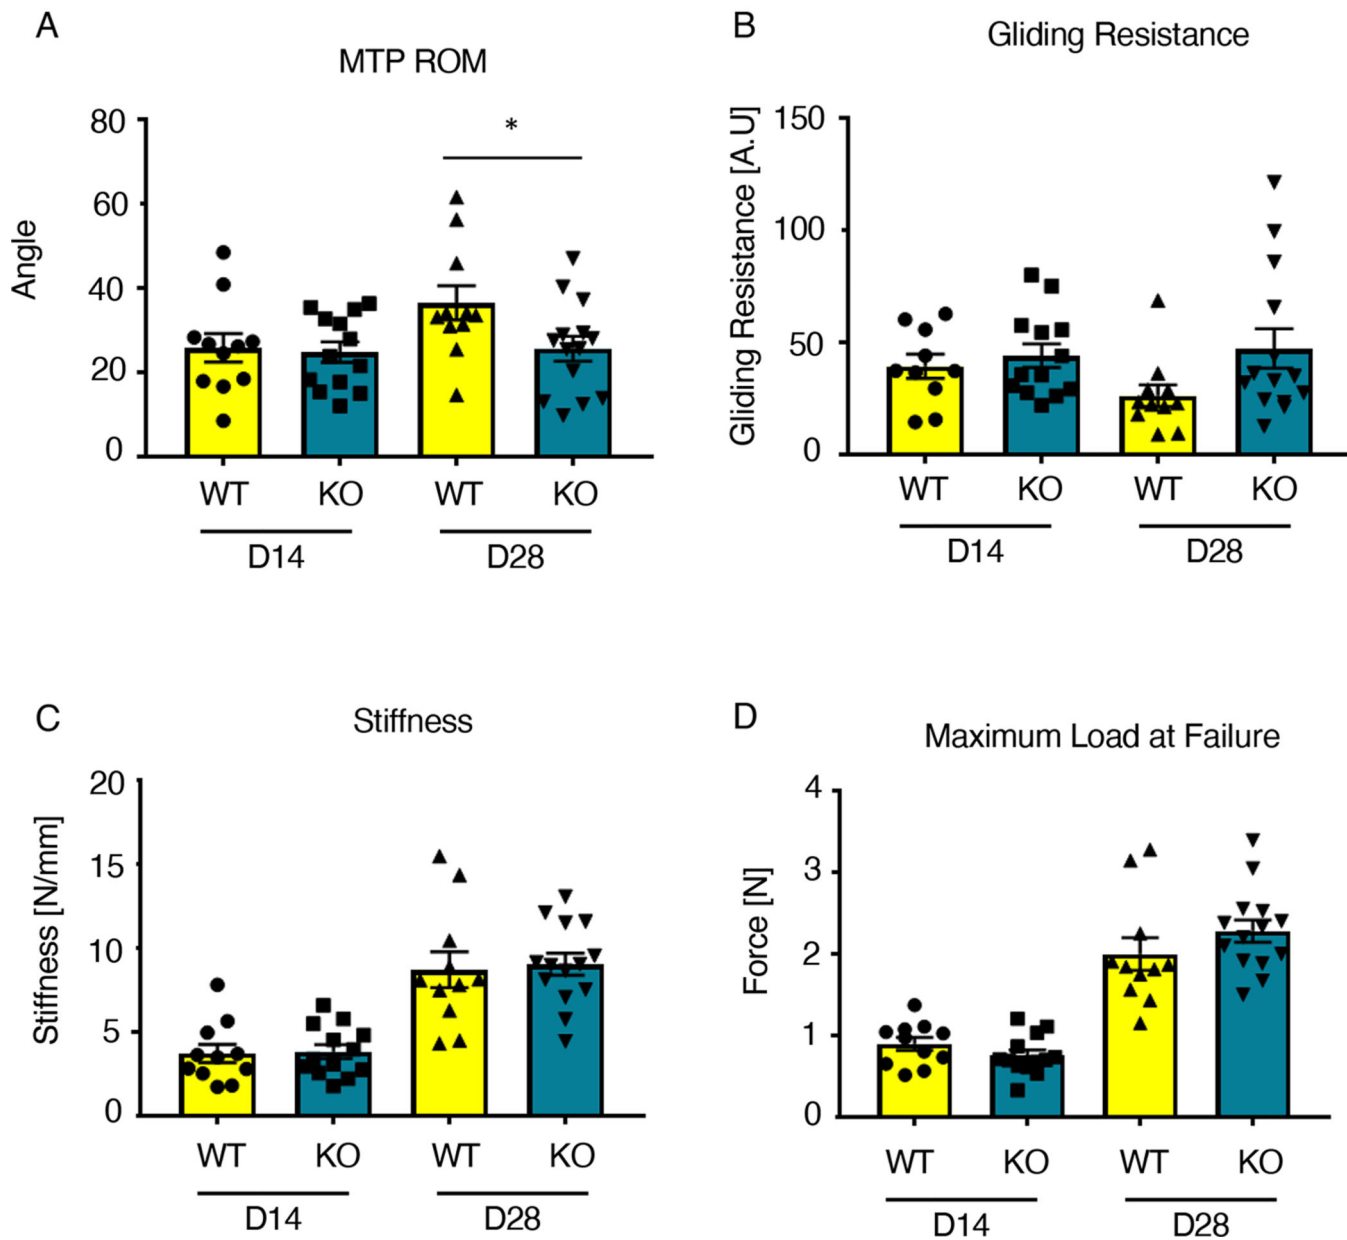 A
MTP ROM
Angle
80
60
40
20
0
*
WT KO WT KO
D14 D28
B
Gliding Resistance
Gliding Resistance [A.U]
150
100
50
0
WT KO WT KO
D14 D28
C
Stiffness
Stiffness [N/mm]
20
15
10
5
0
WT KO WT KO
D14 D28
D
Maximum Load at Failure
Force [N]
4
3
2
1
0
WT KO WT KO
D14 D28